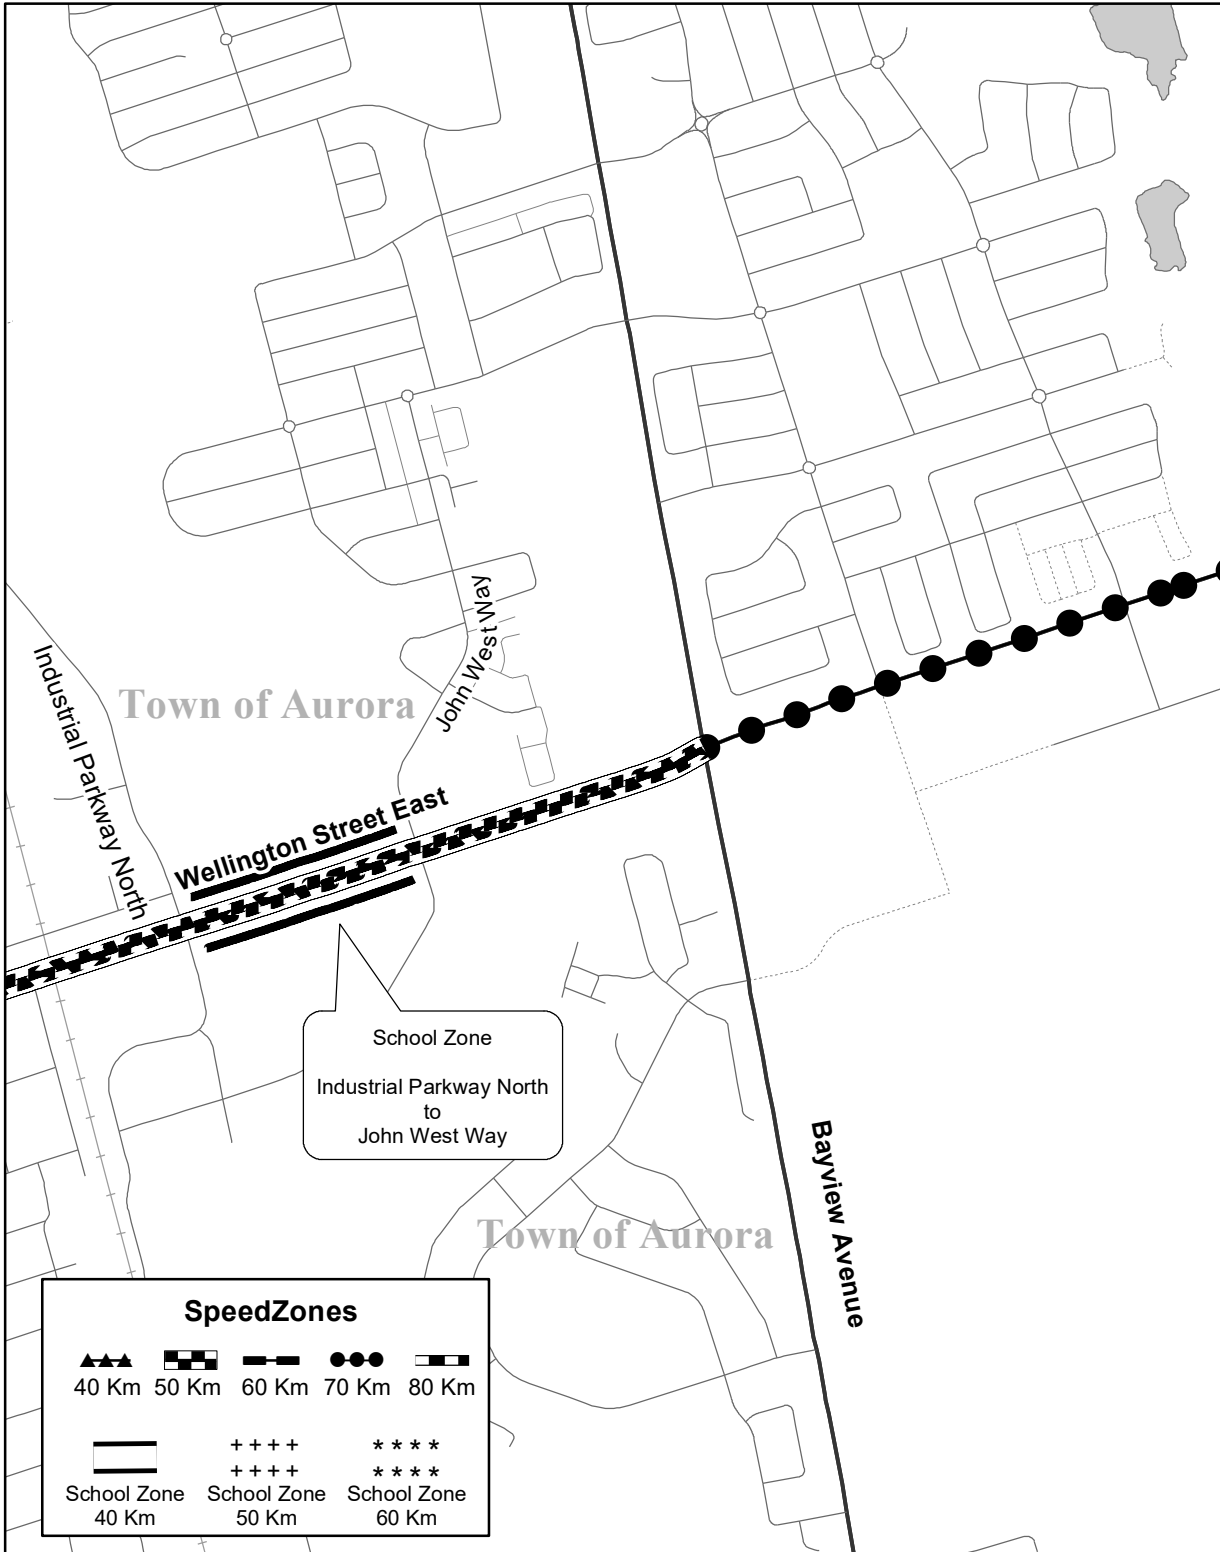 John West Way
Industrial Parkway North
Town of Aurora
Wellington Street East
School Zone
Industrial Parkway North
to
John West Way
Bayview Avenue
Town of Aurora
SpeedZones
40 Km 50 Km 60 Km 70 Km 80 Km
+ + + + * * * *
+ + + + * * * *
School Zone School Zone School Zone
40 Km 50 Km 60 Km